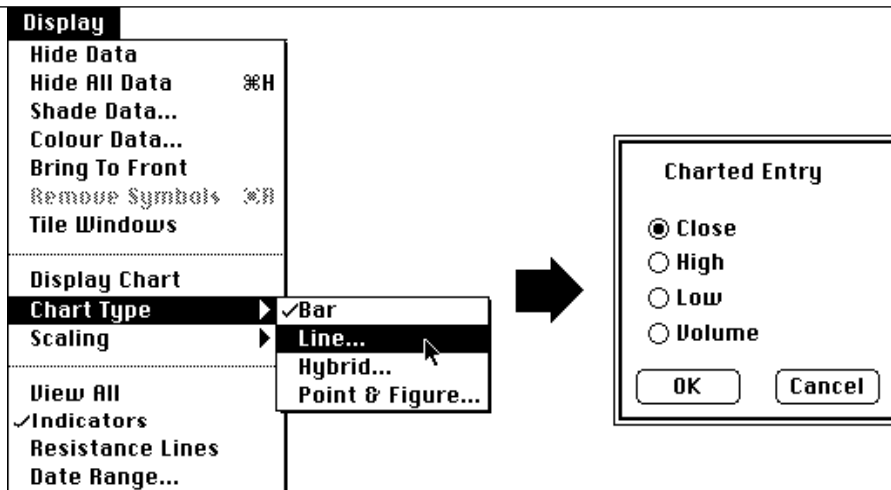 Display
Hide Data
Hide All Data ⌘H
Shade Data...
Colour Data...
Bring To Front
Remove Symbols ⌘R
Tile Windows
Display Chart
Chart Type
Scaling
View All
✓Indicators
Resistance Lines
Date Range...
✓Bar
Line...
Hybrid...
Point & Figure...
Charted Entry
Close
High
Low
Volume
OK Cancel